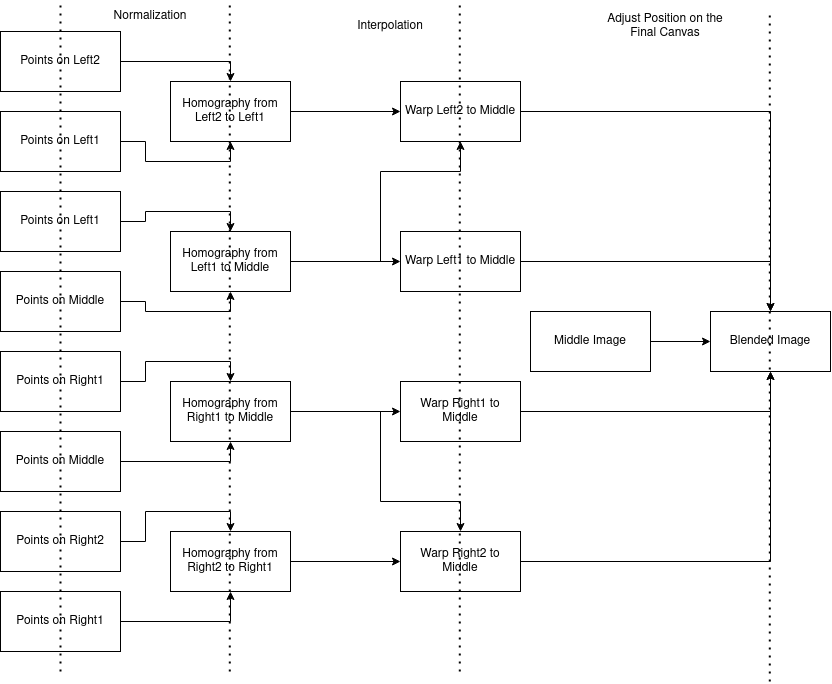 Normalization
Interpolation
Adjust Position on the
Final Canvas
Points on Left2
Homography from
Left2 to Left1
Warp Left2 to Middle
Points on Left1
Points on Left1
Homography from
Left1 to Middle
Warp Left1 to Middle
Points on Middle
Middle Image
Blended Image
Points on Right1
Homography from
Right1 to Middle
Warp Right1 to
Middle
Points on Middle
Points on Right2
Homography from
Right2 to Right1
Warp Right2 to
Middle
Points on Right1